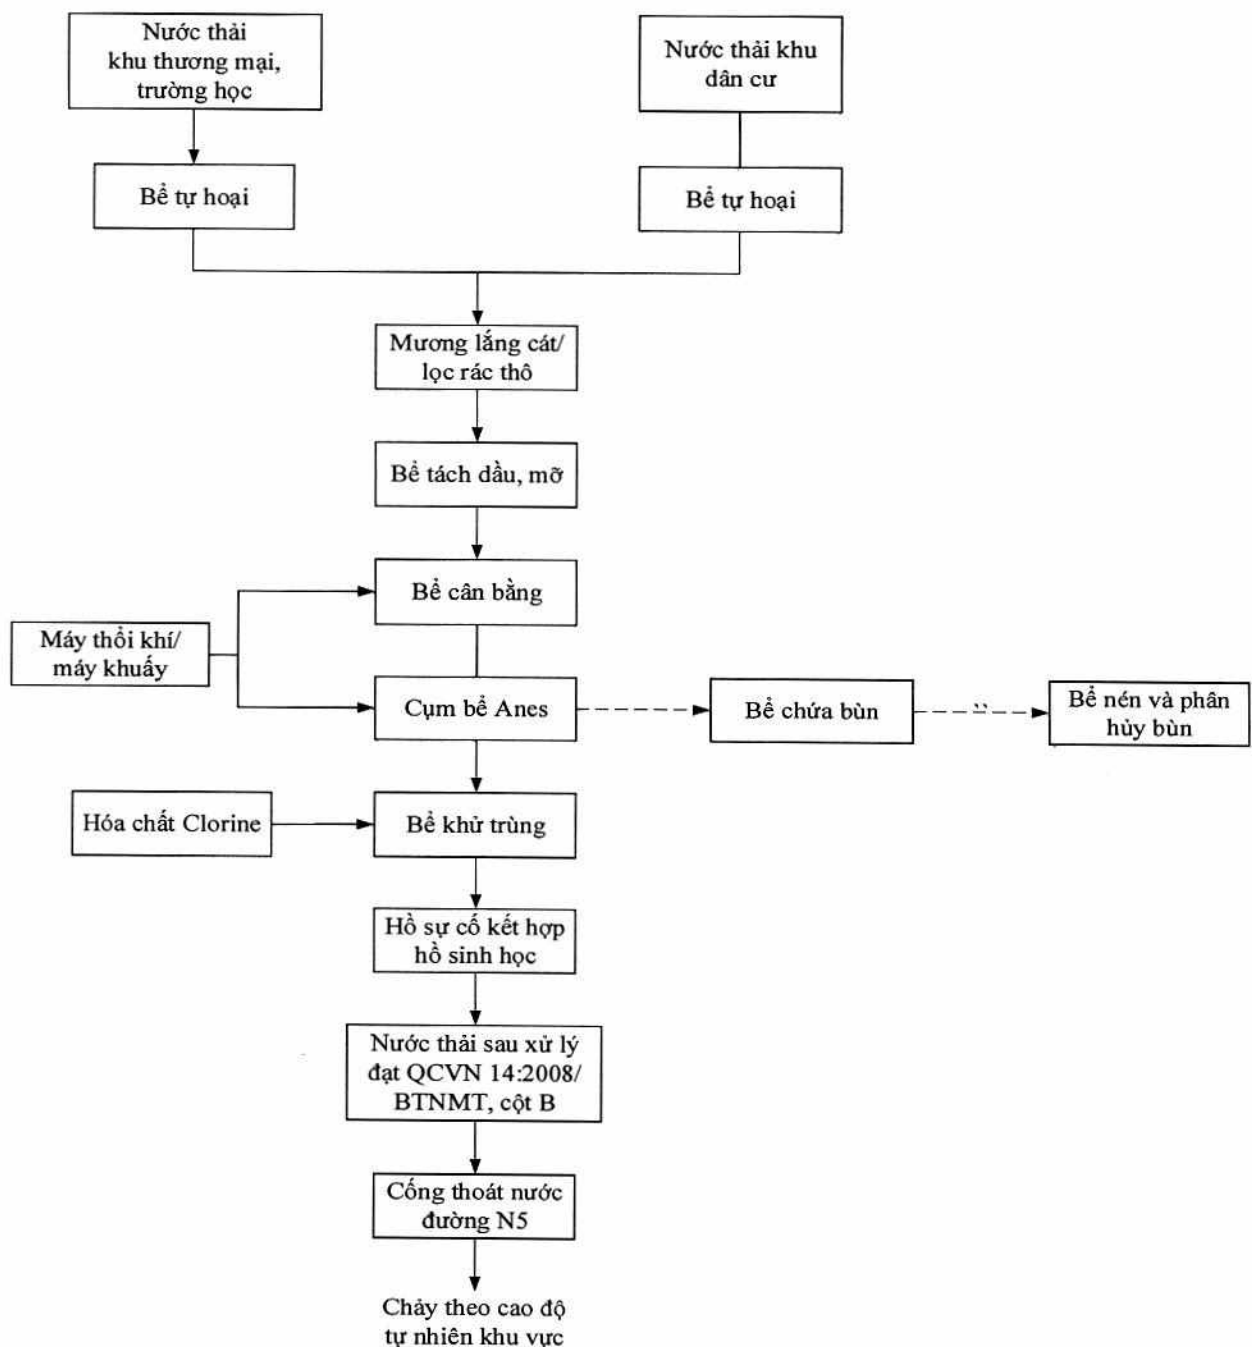 Nước thải
khu thương mại,
trường học
Nước thải khu
dân cư
Bể tự hoại
Bể tự hoại
Mương lắng cát/
lọc rác thô
Bể tách dầu, mỡ
Bể cân bằng
Máy thổi khí/
máy khuấy
Cụm bể Anes
Bể chứa bùn
Bể nén và phân
hủy bùn
Hóa chất Clorine
Bể khử trùng
Hồ sự cố kết hợp
hồ sinh học
Nước thải sau xử lý
đạt QCVN 14:2008/
BTNMT, cột B
Cống thoát nước
đường N5
Chảy theo cao độ
tự nhiên khu vực